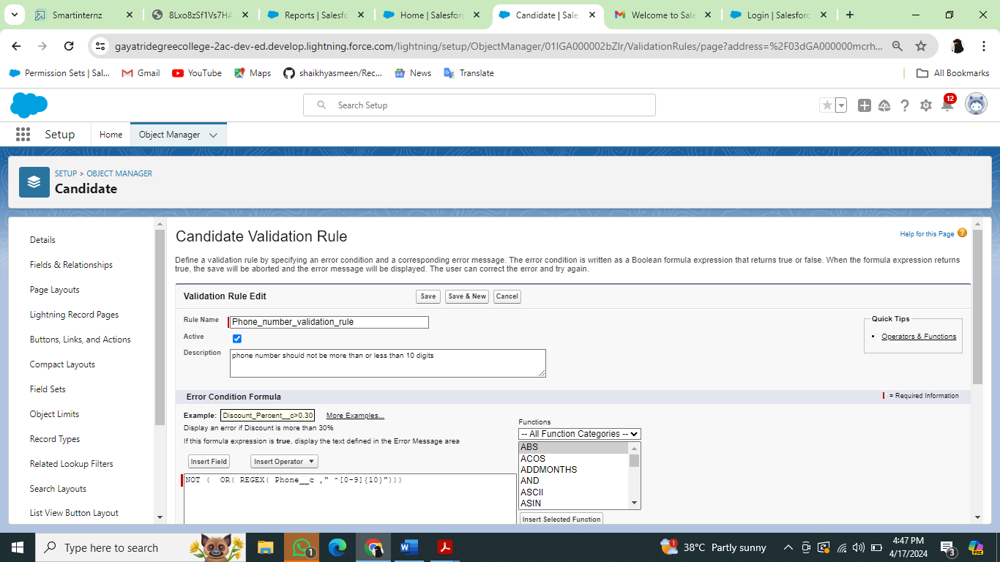 Smartinternz
8Lxo8zSf1Vs7HA
Reports | Salesfo
Home | Salesforc
Candidate | Sales
Welcome to Sale
Login | Salesforc
gayatridegreecollege-2ac-dev-ed.develop.lightning.force.com/lightning/setup/ObjectManager/01IGA000002bZlr/ValidationRules/page?address=%2F03dGA000000mcrh...
Permission Sets | Sal...
Gmail
YouTube
Maps
shaikhyasmeen/Rec...
News
Translate
All Bookmarks
Search Setup
12
Setup
Home
Object Manager
SETUP > OBJECT MANAGER
Candidate
Details
Fields & Relationships
Page Layouts
Lightning Record Pages
Buttons, Links, and Actions
Compact Layouts
Field Sets
Object Limits
Record Types
Related Lookup Filters
Search Layouts
List View Button Layout
Candidate Validation Rule
Help for this Page
Define a validation rule by specifying an error condition and a corresponding error message. The error condition is written as a Boolean formula expression that returns true or false. When the formula expression returns
true, the save will be aborted and the error message will be displayed. The user can correct the error and try again.
Validation Rule Edit
Save
Save & New
Cancel
Rule Name
Phone_number_validation_rule
Active
Description
phone number should not be more than or less than 10 digits
Quick Tips
• Operators & Functions
Error Condition Formula
= Required Information
Example: Discount_Percent__c>0.30 More Examples...
Display an error if Discount is more than 30%
If this formula expression is true, display the text defined in the Error Message area
Insert Field
Insert Operator
NOT (  OR( REGEX( Phone__c ," ^[0-9]{10}")))
Functions
-- All Function Categories --
ABS
ACOS
ADDMONTHS
AND
ASCII
ASIN
Insert Selected Function
Type here to search
1
1
38°C Partly sunny
4:47 PM
4/17/2024
3
PRE